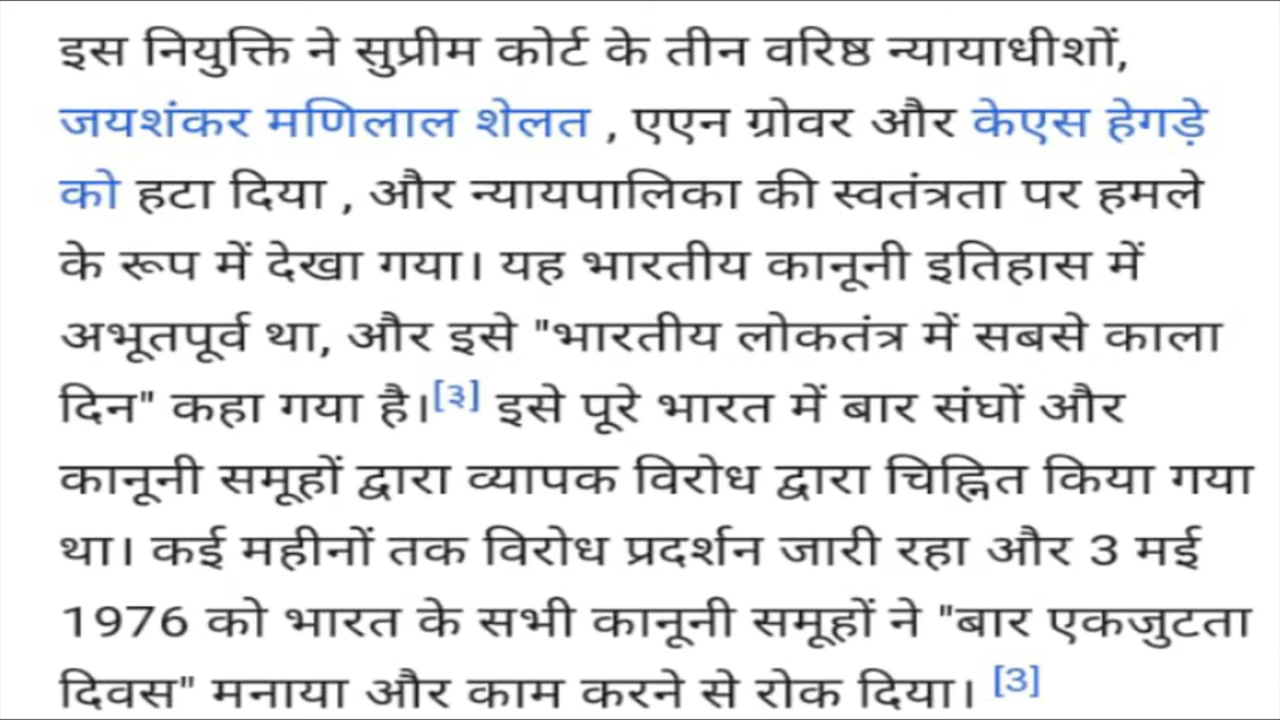 इस नियुक्ति ने सुप्रीम कोर्ट के तीन वरिष्ठ न्यायाधीशों,
जयशंकर मणिलाल शेलत , एएन ग्रोवर और केएस हेगड़े
को हटा दिया , और न्यायपालिका की स्वतंत्रता पर हमले
के रूप में देखा गया। यह भारतीय कानूनी इतिहास में
अभूतपूर्व था, और इसे "भारतीय लोकतंत्र में सबसे काला
दिन" कहा गया है।[३] इसे पूरे भारत में बार संघों और
कानूनी समूहों द्वारा व्यापक विरोध द्वारा चिह्नित किया गया
था। कई महीनों तक विरोध प्रदर्शन जारी रहा और 3 मई
1976 को भारत के सभी कानूनी समूहों ने "बार एकजुटता
दिवस" मनाया और काम करने से रोक दिया। [3]